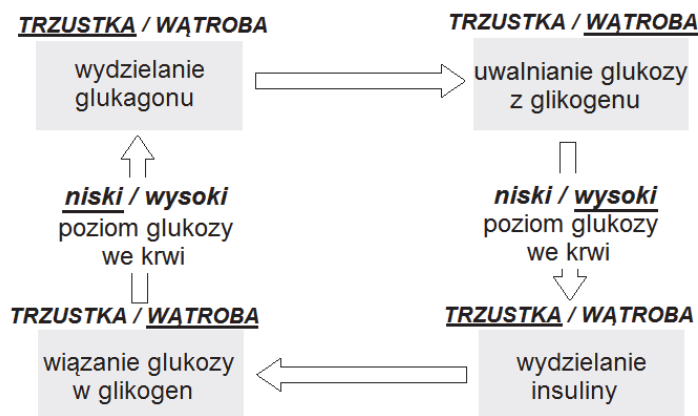 TRZUSTKA / WĄTROBA
wydzielanie
glukagonu
TRZUSTKA / WĄTROBA
uwalnianie glukozy
z glikogenu
niski / wysoki
poziom glukozy
we krwi
niski / wysoki
poziom glukozy
we krwi
TRZUSTKA / WĄTROBA
wiązanie glukozy
w glikogen
TRZUSTKA / WĄTROBA
wydzielanie
insuliny